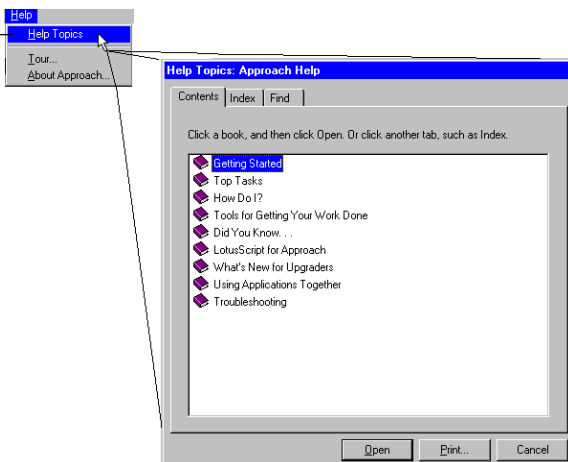 Help
Help Topics
Tour...
About Approach...
Help Topics: Approach Help
Contents Index Find
Click a book, and then click Open. Or click another tab, such as Index.
Getting Started
Top Tasks
How Do I?
Tools for Getting Your Work Done
Did You Know. . .
LotusScript for Approach
What's New for Upgraders
Using Applications Together
Troubleshooting
Open Print... Cancel